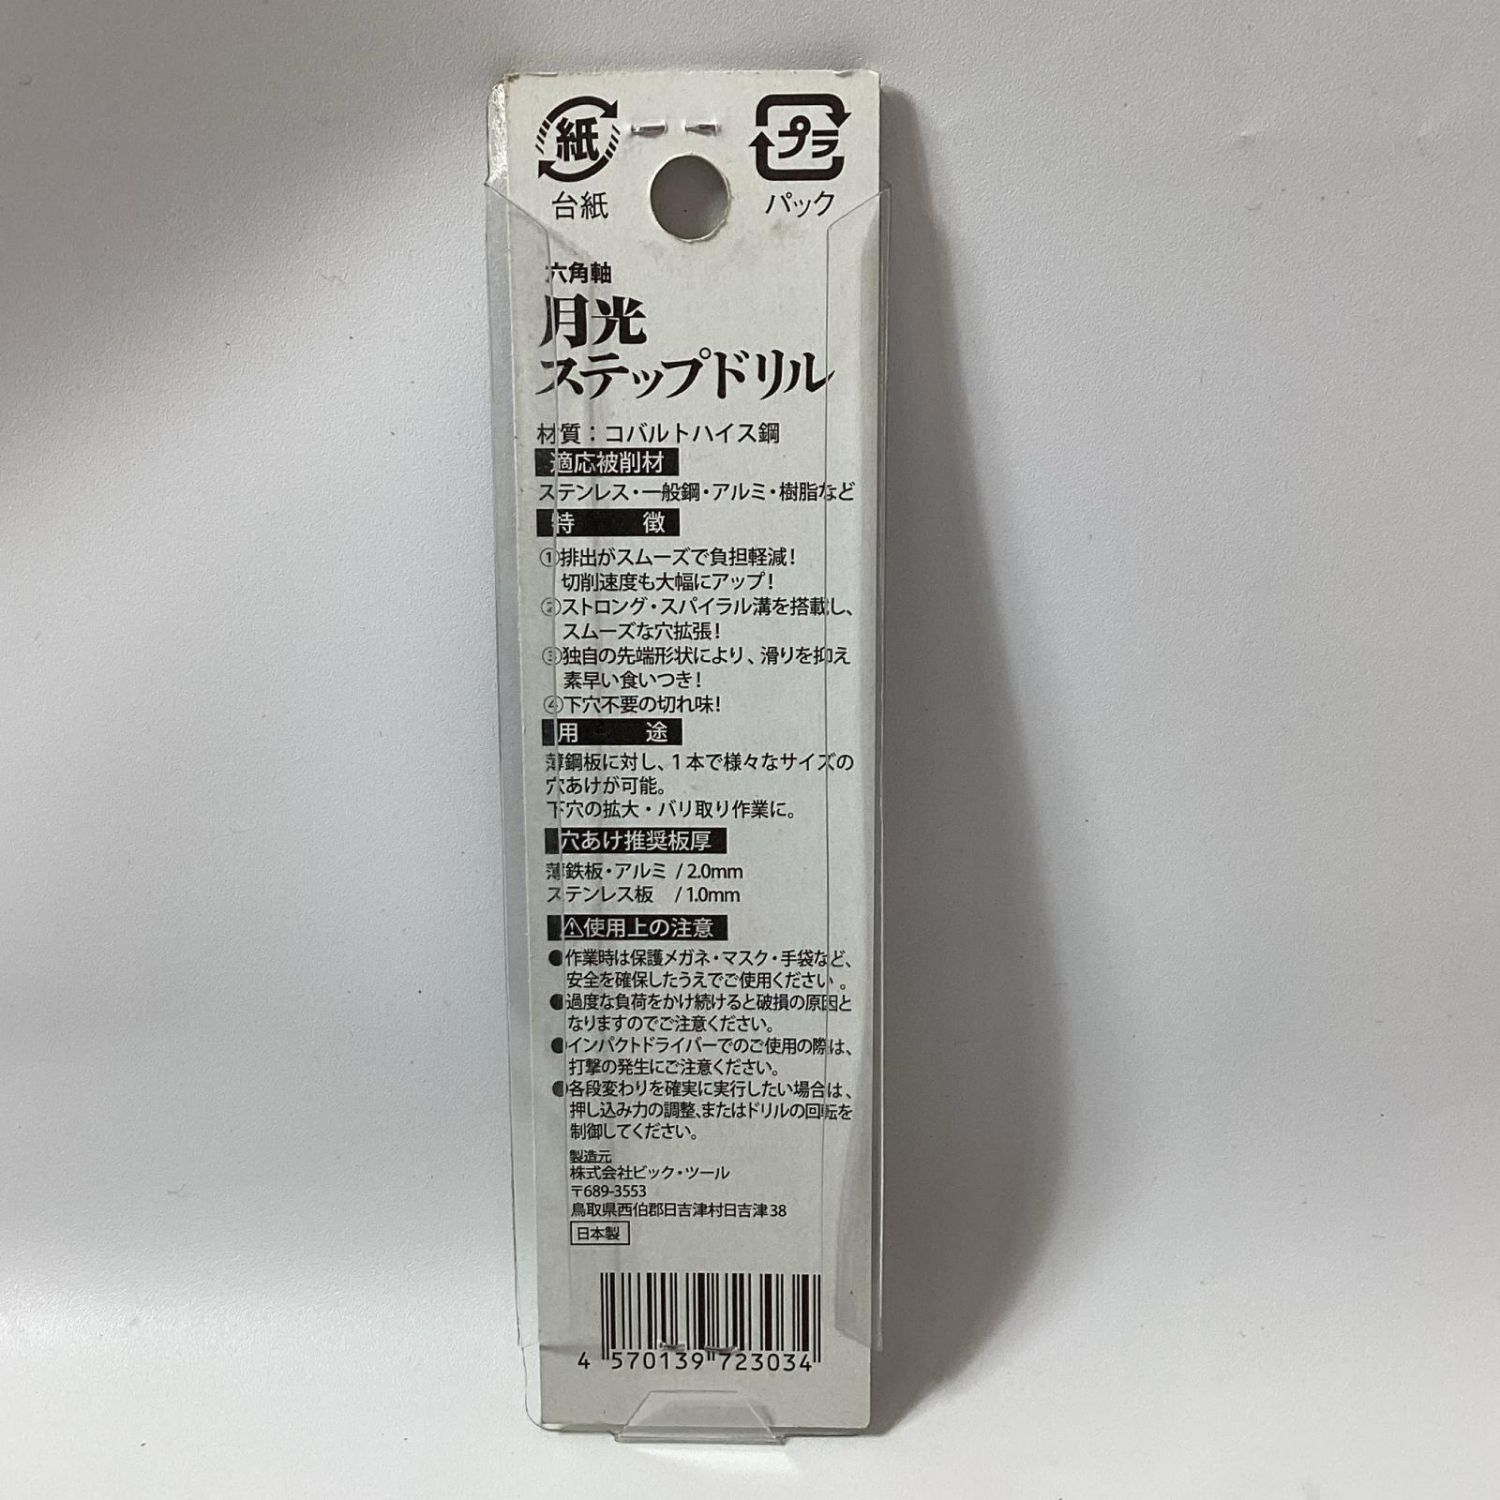 紙
プラ
台紙
パック
六角軸
月光
ステップドリル
材質：コバルトハイス鋼
適応被削材
ステンレス・一般鋼・アルミ・樹脂など
特 徴
①排出がスムーズで負担軽減！
切削速度も大幅にアップ！
②ストロング・スパイラル溝を搭載し、
スムーズな穴拡張！
③独自の先端形状により、滑りを抑え
素早い食いつき！
④下穴不要の切れ味！
用 途
薄鋼板に対し、1本で様々なサイズの
穴あけが可能。
下穴の拡大・バリ取り作業に。
穴あけ推奨板厚
薄鉄板・アルミ / 2.0mm
ステンレス板 / 1.0mm
⚠使用上の注意
●作業時は保護メガネ・マスク・手袋など、
安全を確保したうえでご使用ください。
●過度な負荷をかけ続けると破損の原因と
なりますのでご注意ください。
●インパクトドライバーでのご使用の際は、
打撃の発生にご注意ください。
●各段変わりを確実に実行したい場合は、
押し込み力の調整、またはドリルの回転を
制御してください。
製造元
株式会社ビック・ツール
〒689-3553
鳥取県西伯郡日吉津村日吉津38
日本製
4 570139 723034